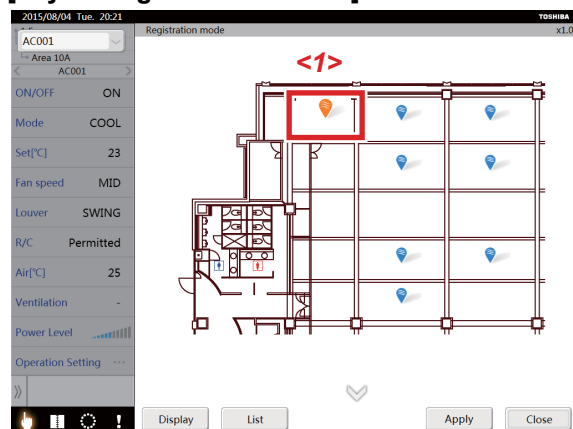 2015/08/04 Tue. 20:21
TOSHIBA
Registration mode
x1.0
AC001
Area 10A
< AC001 >
ON/OFF ON
Mode COOL
Set[℃] 23
Fan speed MID
Louver SWING
R/C Permitted
Air[℃] 25
Ventilation -
Power Level
Operation Setting ...
<1>
Display
List
Apply
Close